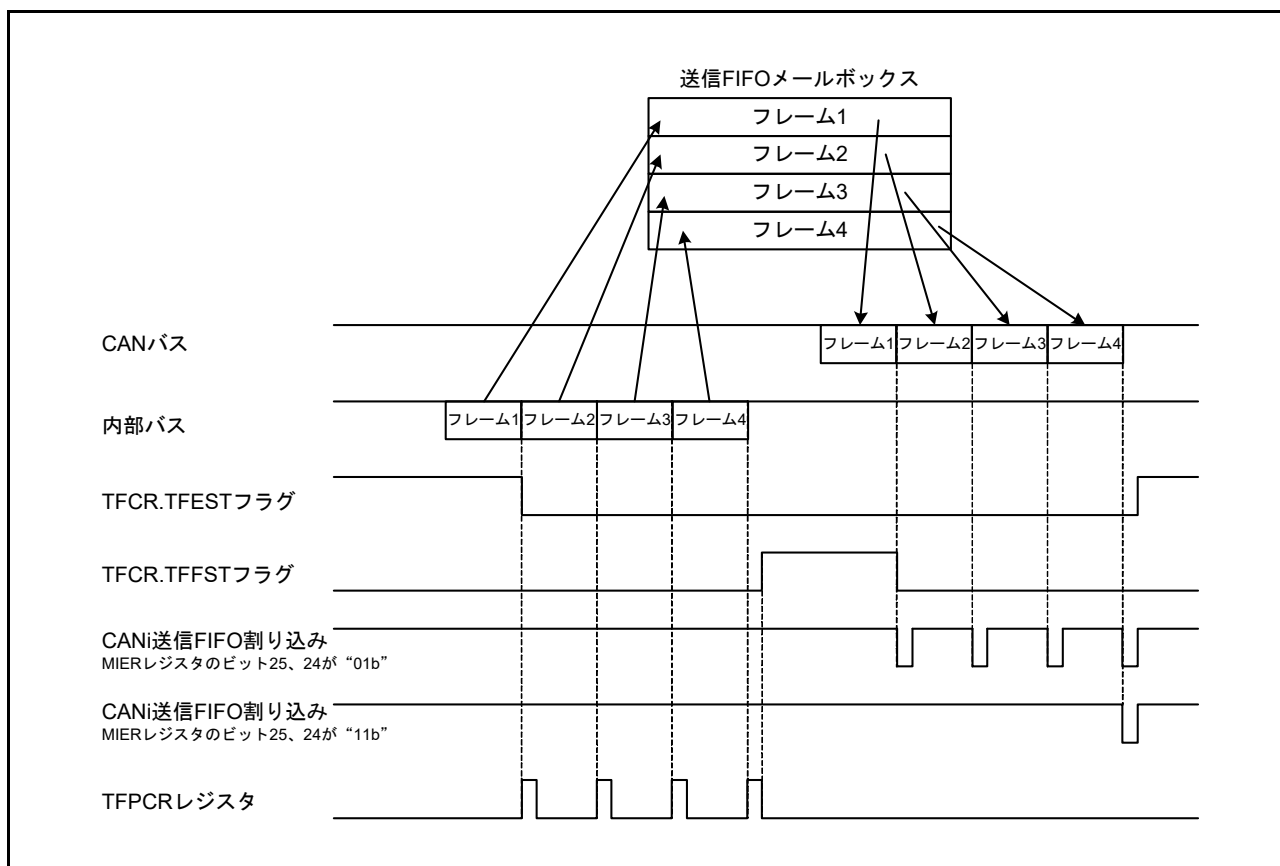 送信FIFOメールボックス
フレーム1
フレーム2
フレーム3
フレーム4
CANバス
フレーム1 フレーム2 フレーム3 フレーム4
内部バス
フレーム1 フレーム2 フレーム3 フレーム4
TFCR.TFESTフラグ
TFCR.TFFSTフラグ
CANi送信FIFO割り込み
MIERレジスタのビット25、24が“01b”
CANi送信FIFO割り込み
MIERレジスタのビット25、24が“11b”
TFPCRレジスタ